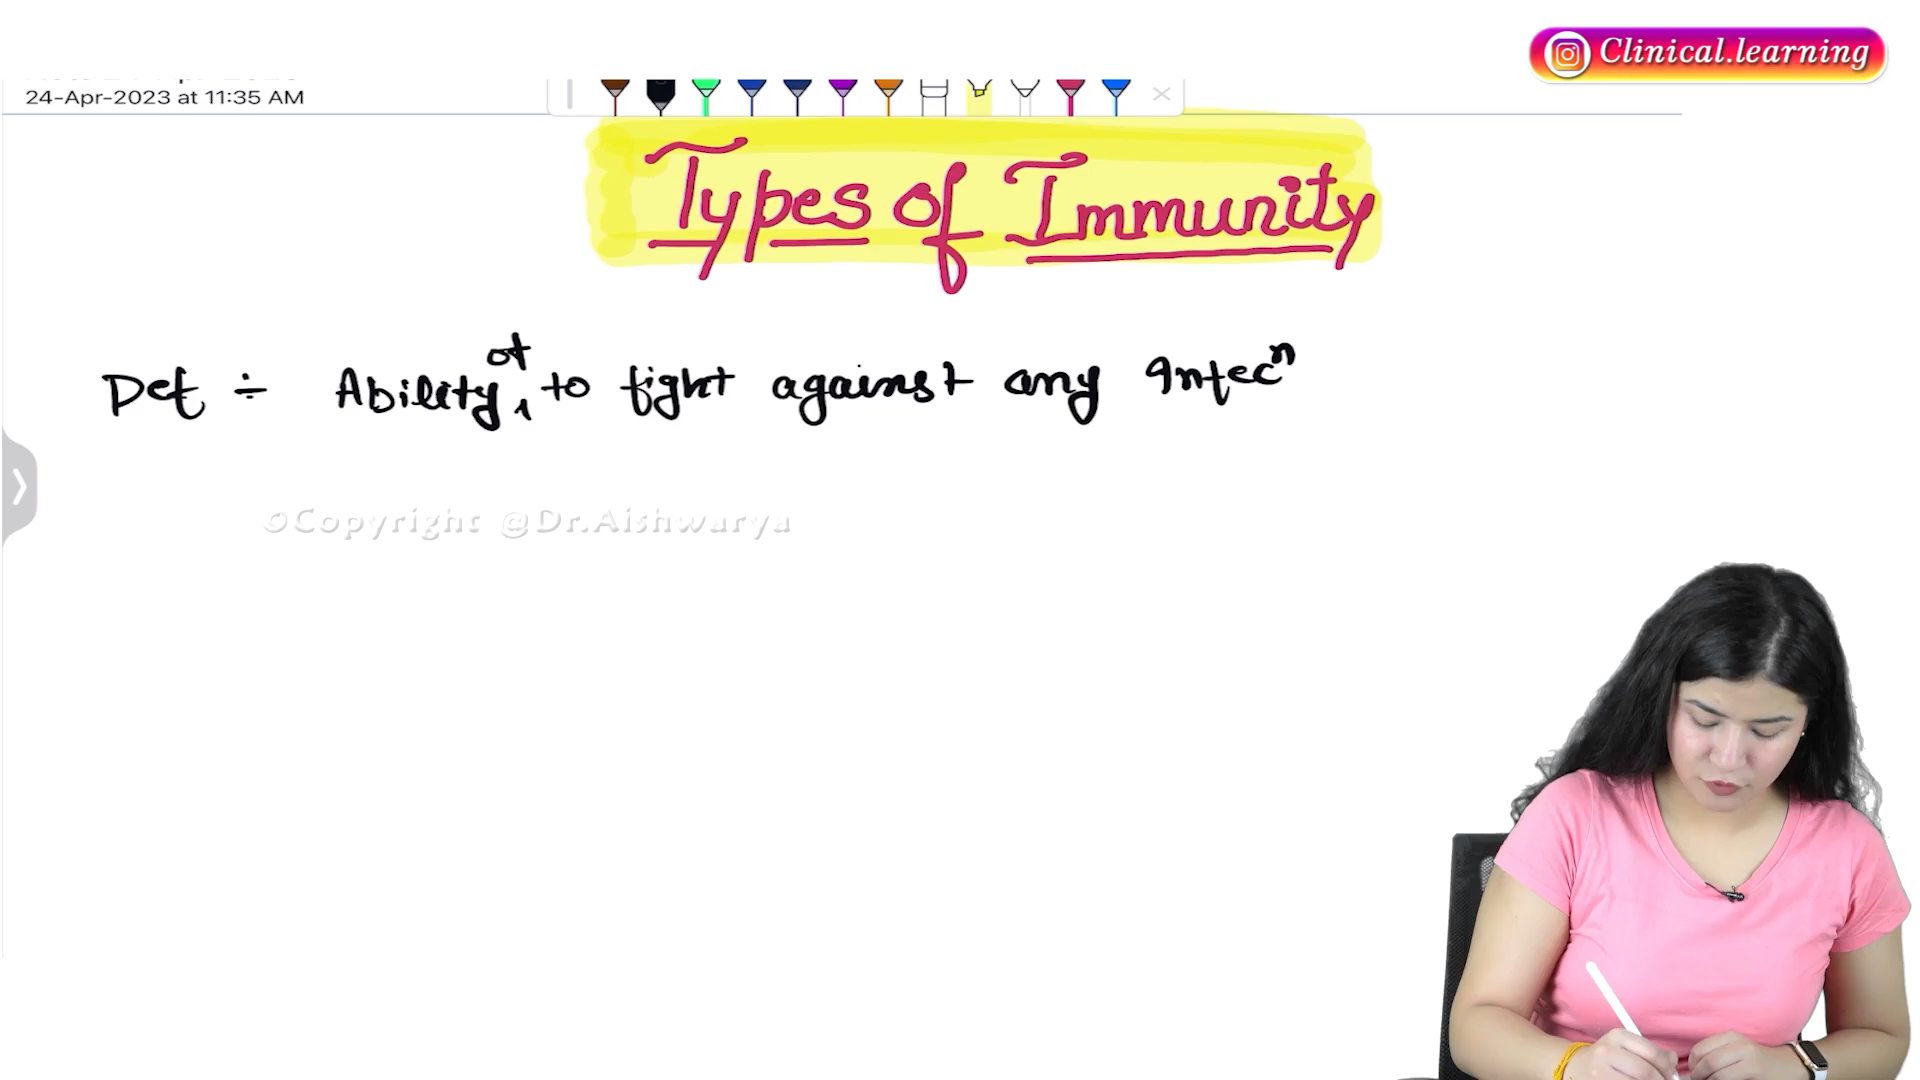 Clinical.learning
24-Apr-2023 at 11:35 AM
Types of Immunity
Def ÷ Ability of to fight against any Infecⁿ
©Copyright @Dr.Aishwarya